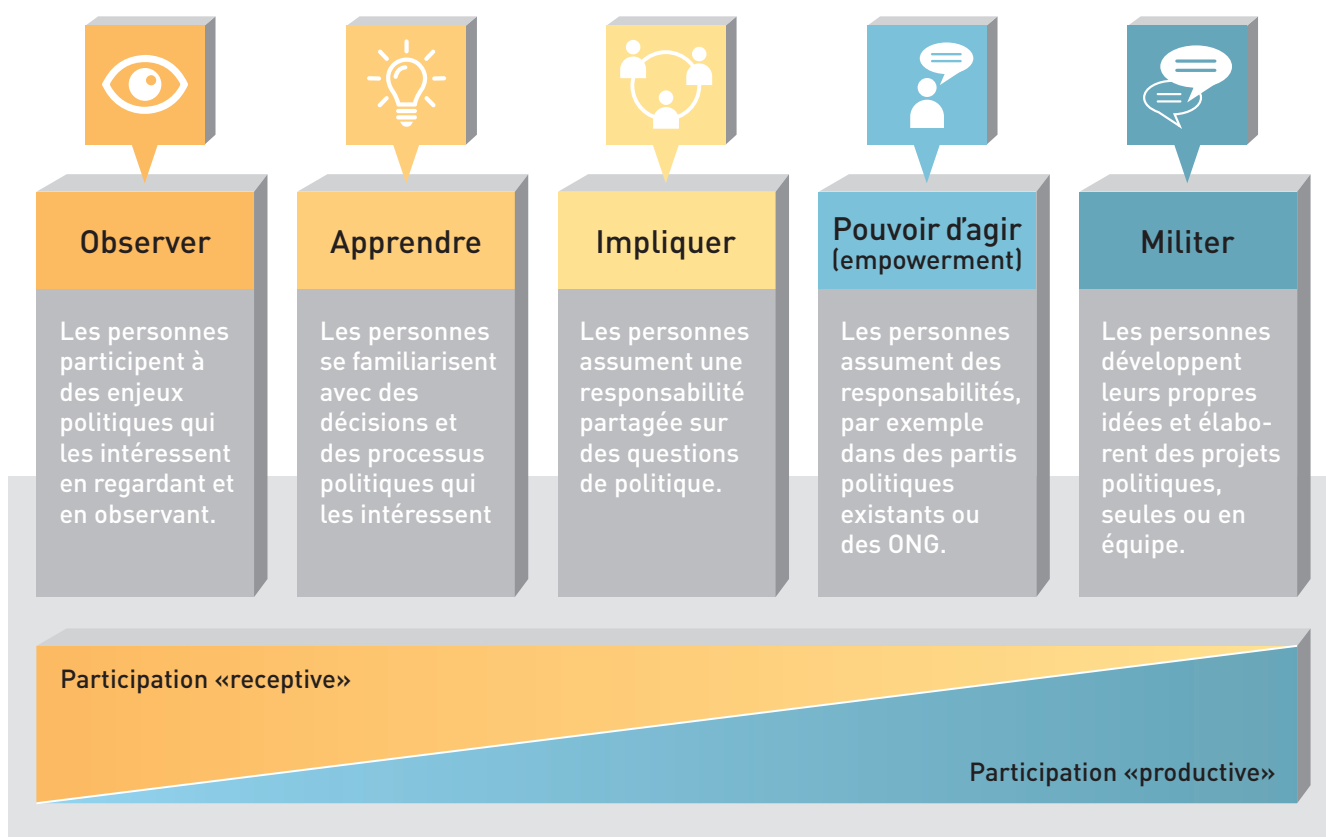 Observer
Les personnes
participent à
des enjeux
politiques qui
les intéressent
en regardant et
en observant.
Apprendre
Les personnes
se familiarisent
avec des
décisions et
des processus
politiques qui
les intéressent
Impliquer
Les personnes
assument une
responsabilité
partagée sur
des questions
de politique.
Pouvoir d'agir
(empowerment)
Les personnes
assument des
responsabilités,
par exemple
dans des partis
politiques
existants ou
des ONG.
Militer
Les personnes
développent
leurs propres
idées et élabo-
rent des projets
politiques,
seules ou en
équipe.
Participation «receptive»
Participation «productive»